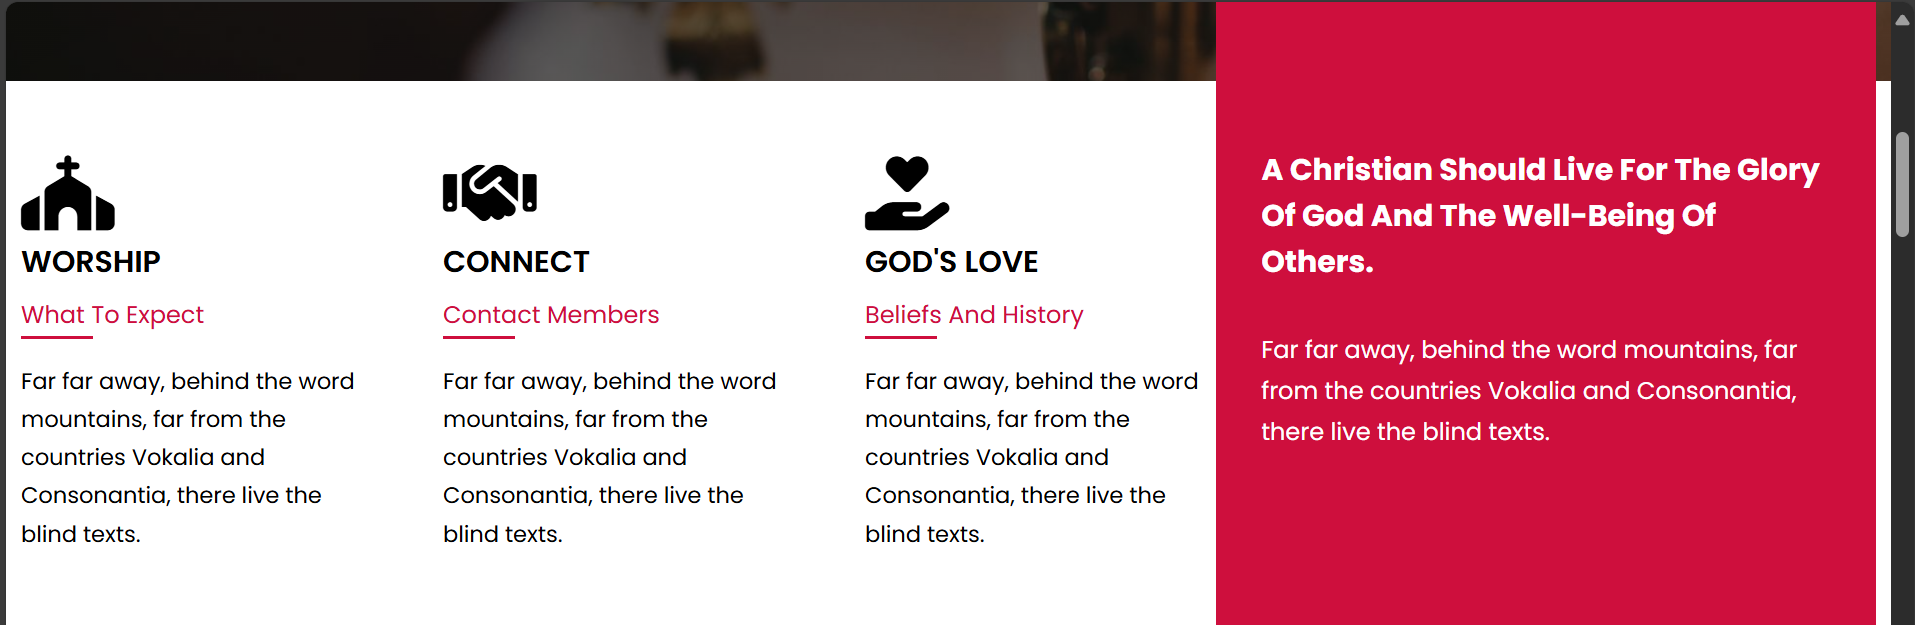 WORSHIP
What To Expect
Far far away, behind the word
mountains, far from the
countries Vokalia and
Consonantia, there live the
blind texts.
CONNECT
Contact Members
Far far away, behind the word
mountains, far from the
countries Vokalia and
Consonantia, there live the
blind texts.
GOD'S LOVE
Beliefs And History
Far far away, behind the word
mountains, far from the
countries Vokalia and
Consonantia, there live the
blind texts.
A Christian Should Live For The Glory
Of God And The Well-Being Of
Others.
Far far away, behind the word mountains, far
from the countries Vokalia and Consonantia,
there live the blind texts.